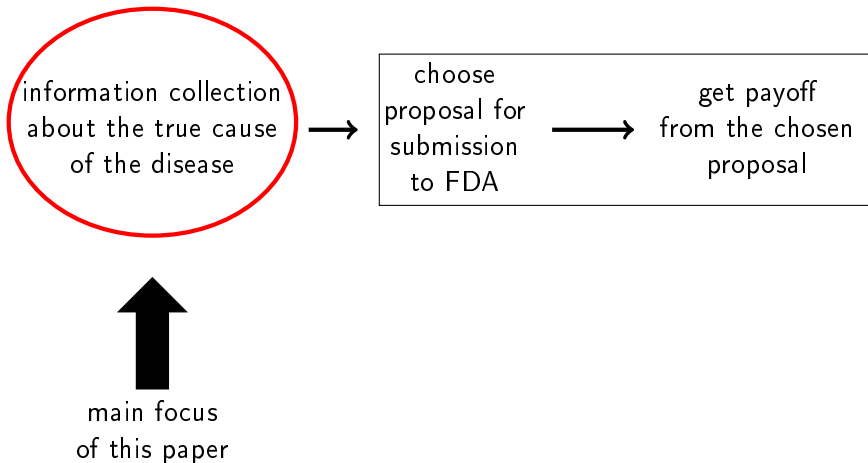 information collection
about the true cause
of the disease
choose
proposal for
submission
to FDA
get payoff
from the chosen
proposal
main focus
of this paper